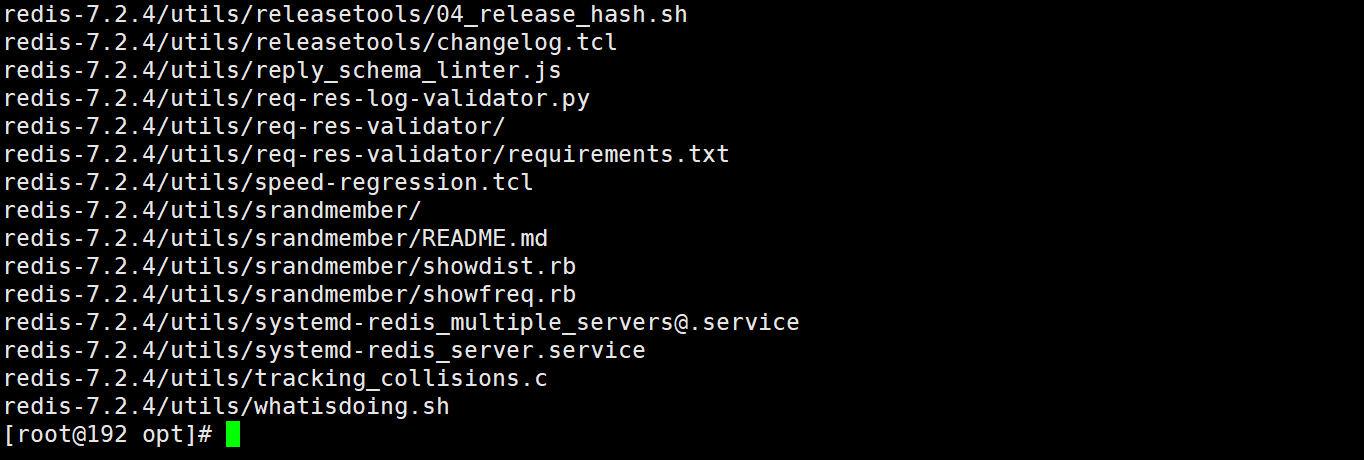 redis-7.2.4/utils/releasetools/04_release_hash.sh
redis-7.2.4/utils/releasetools/changelog.tcl
redis-7.2.4/utils/reply_schema_linter.js
redis-7.2.4/utils/req-res-log-validator.py
redis-7.2.4/utils/req-res-validator/
redis-7.2.4/utils/req-res-validator/requirements.txt
redis-7.2.4/utils/speed-regression.tcl
redis-7.2.4/utils/srandmember/
redis-7.2.4/utils/srandmember/README.md
redis-7.2.4/utils/srandmember/showdist.rb
redis-7.2.4/utils/srandmember/showfreq.rb
redis-7.2.4/utils/systemd-redis_multiple_servers@.service
redis-7.2.4/utils/systemd-redis_server.service
redis-7.2.4/utils/tracking_collisions.c
redis-7.2.4/utils/whatisdoing.sh
[root@192 opt]#